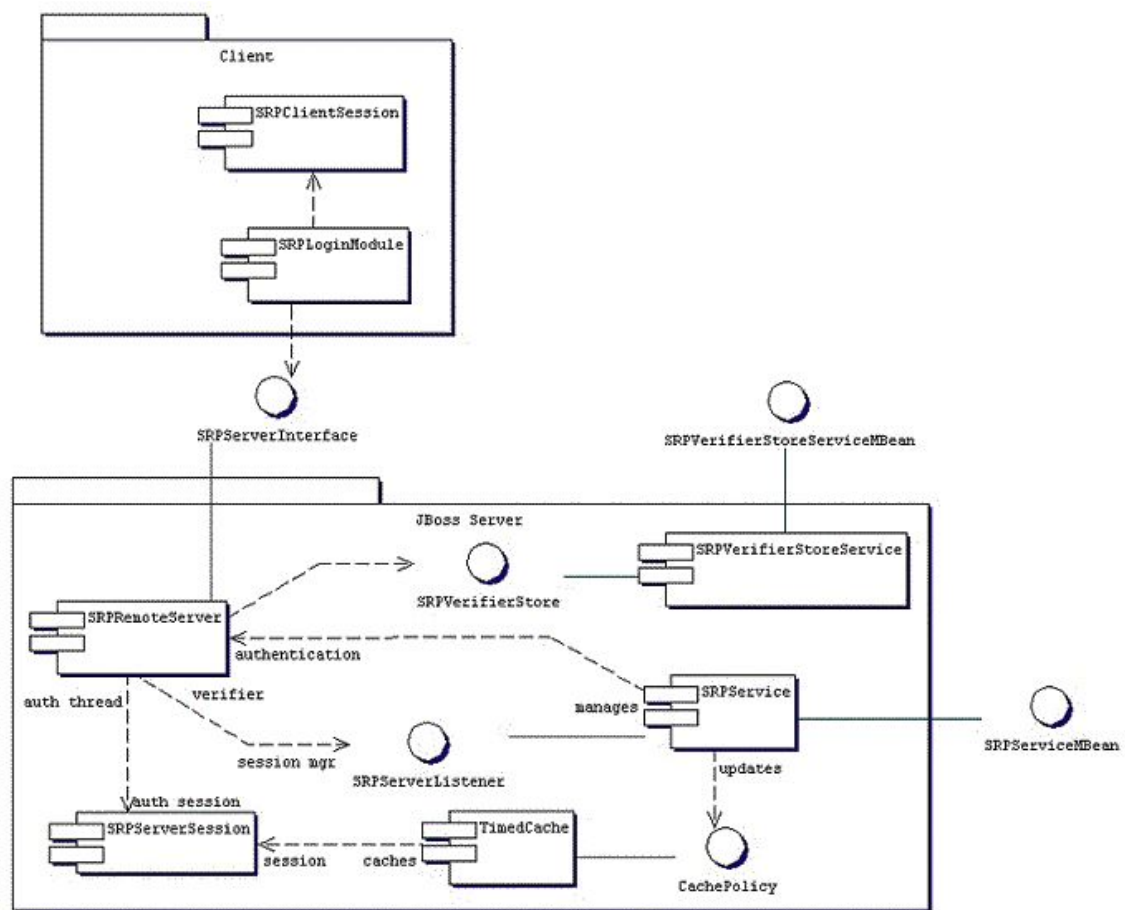 Client
SRPClientSession
SRPLoginModule
SRPServerInterface
SRPVerifierStoreServiceMBean
JBoss Server
SRPVerifierStoreService
SRPVerifierStore
SRPRemoteServer
authentication
auth thread
verifier
manages
SRPService
SRPServiceMBean
session mgr
SRPServerListener
updates
auth session
SRPServerSession
TimedCache
session
caches
CachePolicy